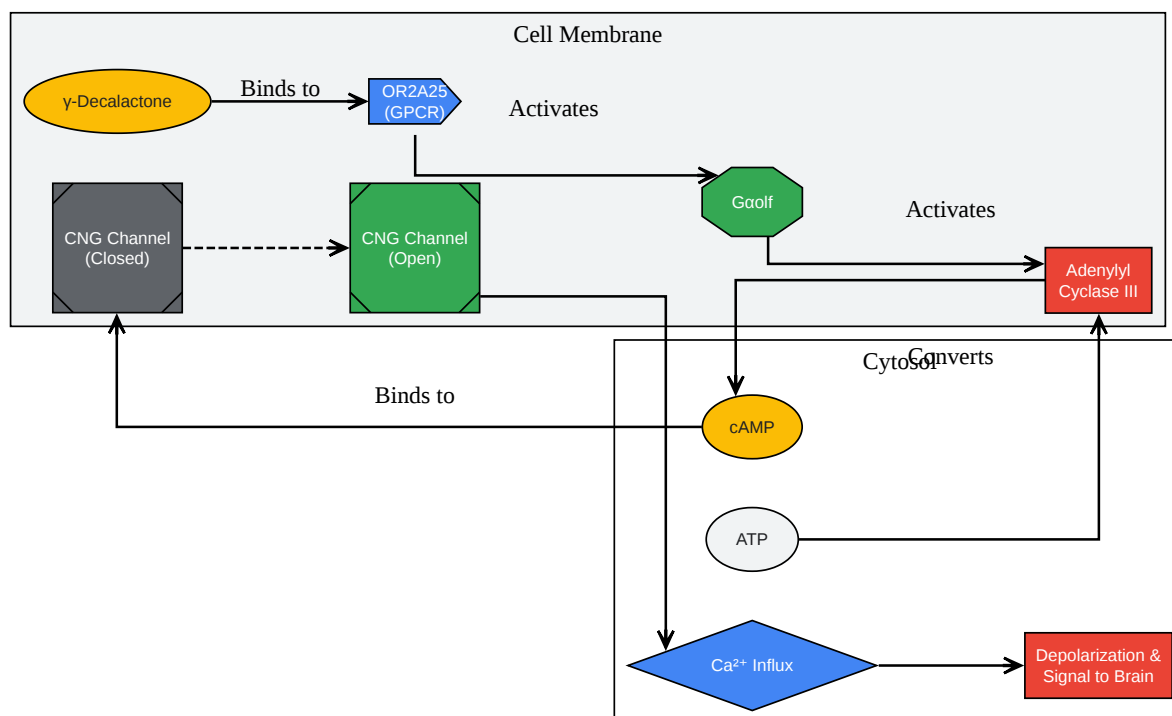 Cell Membrane
γ-Decalactone
Binds to
OR2A25
(GPCR)
Activates
CNG Channel
(Closed)
CNG Channel
(Open)
Gαolf
Activates
Adenylyl
Cyclase III
Cytosol
Converts
Binds to
cAMP
ATP
Ca²⁺ Influx
Depolarization &
Signal to Brain